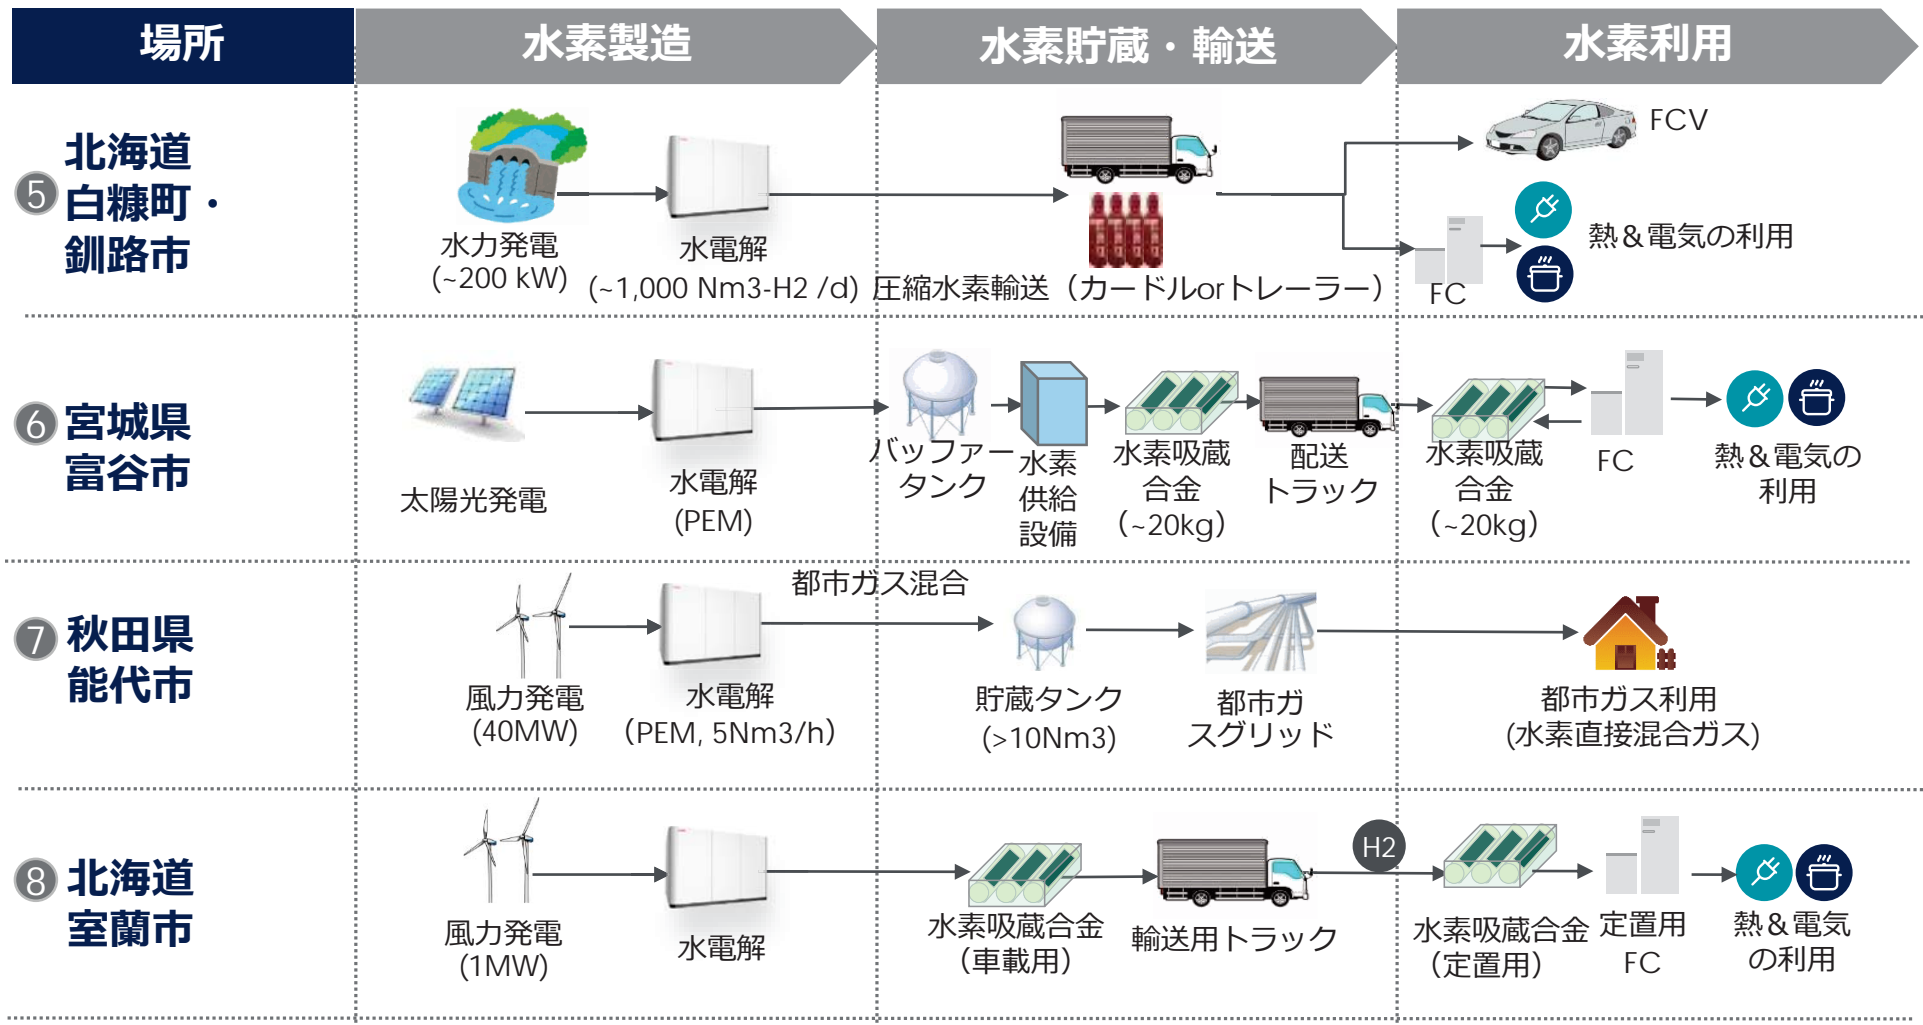 場所
水素製造
水素貯蔵・輸送
水素利用
5
北海道
白糠町・
釧路市
水力発電
(~200 kW)
水電解
(~1,000 Nm3-H2 /d)
圧縮水素輸送（カードルorトレーラー）
FCV
FC
熱&電気の利用
6
宮城県
富谷市
太陽光発電
水電解
(PEM)
バッファー
タンク
水素
供給
設備
水素吸蔵
合金
（~20kg）
配送
トラック
水素吸蔵
合金
（~20kg）
FC
熱&電気の
利用
7
秋田県
能代市
風力発電
(40MW)
水電解
（PEM, 5Nm3/h）
都市ガス混合
貯蔵タンク
(>10Nm3)
都市ガ
スグリッド
都市ガス利用
(水素直接混合ガス)
8
北海道
室蘭市
風力発電
(1MW)
水電解
水素吸蔵合金
（車載用）
輸送用トラック
H2
水素吸蔵合金
（定置用）
定置用
FC
熱&電気
の利用